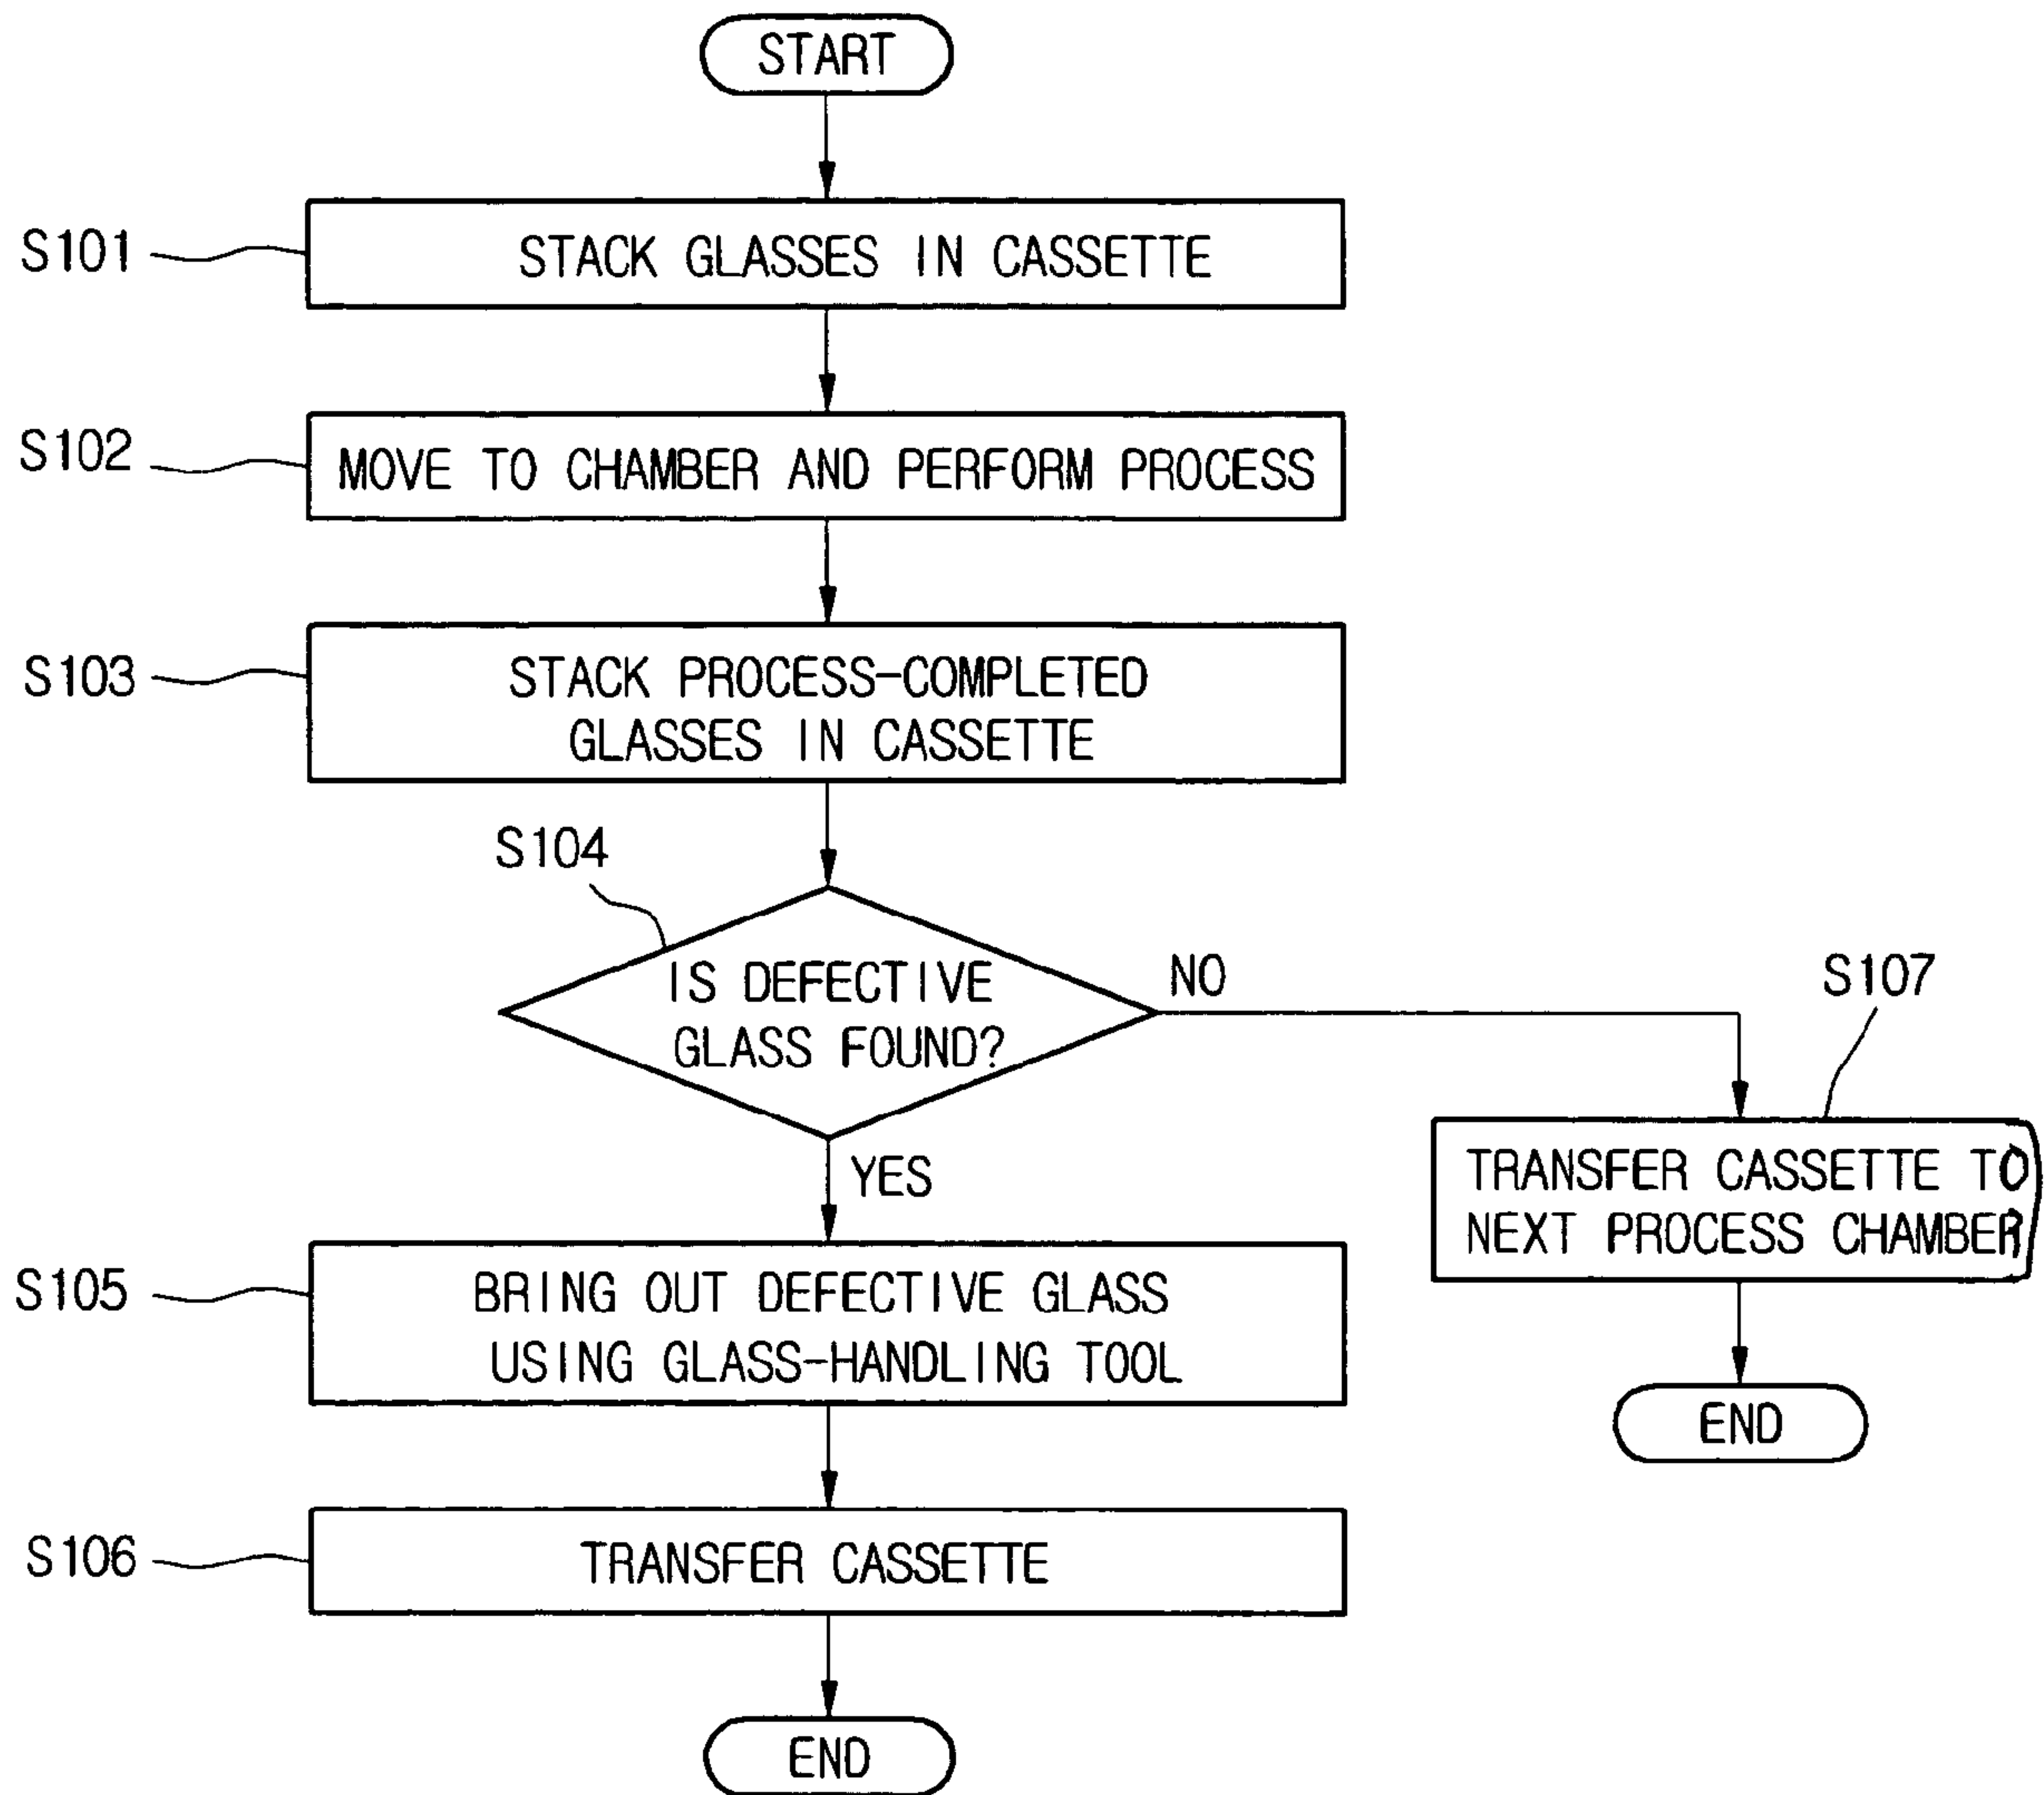 START
S101
STACK GLASSES IN CASSETTE
S102
MOVE TO CHAMBER AND PERFORM PROCESS
S103
STACK PROCESS-COMPLETED
GLASSES IN CASSETTE
S104
IS DEFECTIVE
GLASS FOUND?
NO
S107
TRANSFER CASSETTE TO
NEXT PROCESS CHAMBER
END
YES
S105
BRING OUT DEFECTIVE GLASS
USING GLASS-HANDLING TOOL
S106
TRANSFER CASSETTE
END